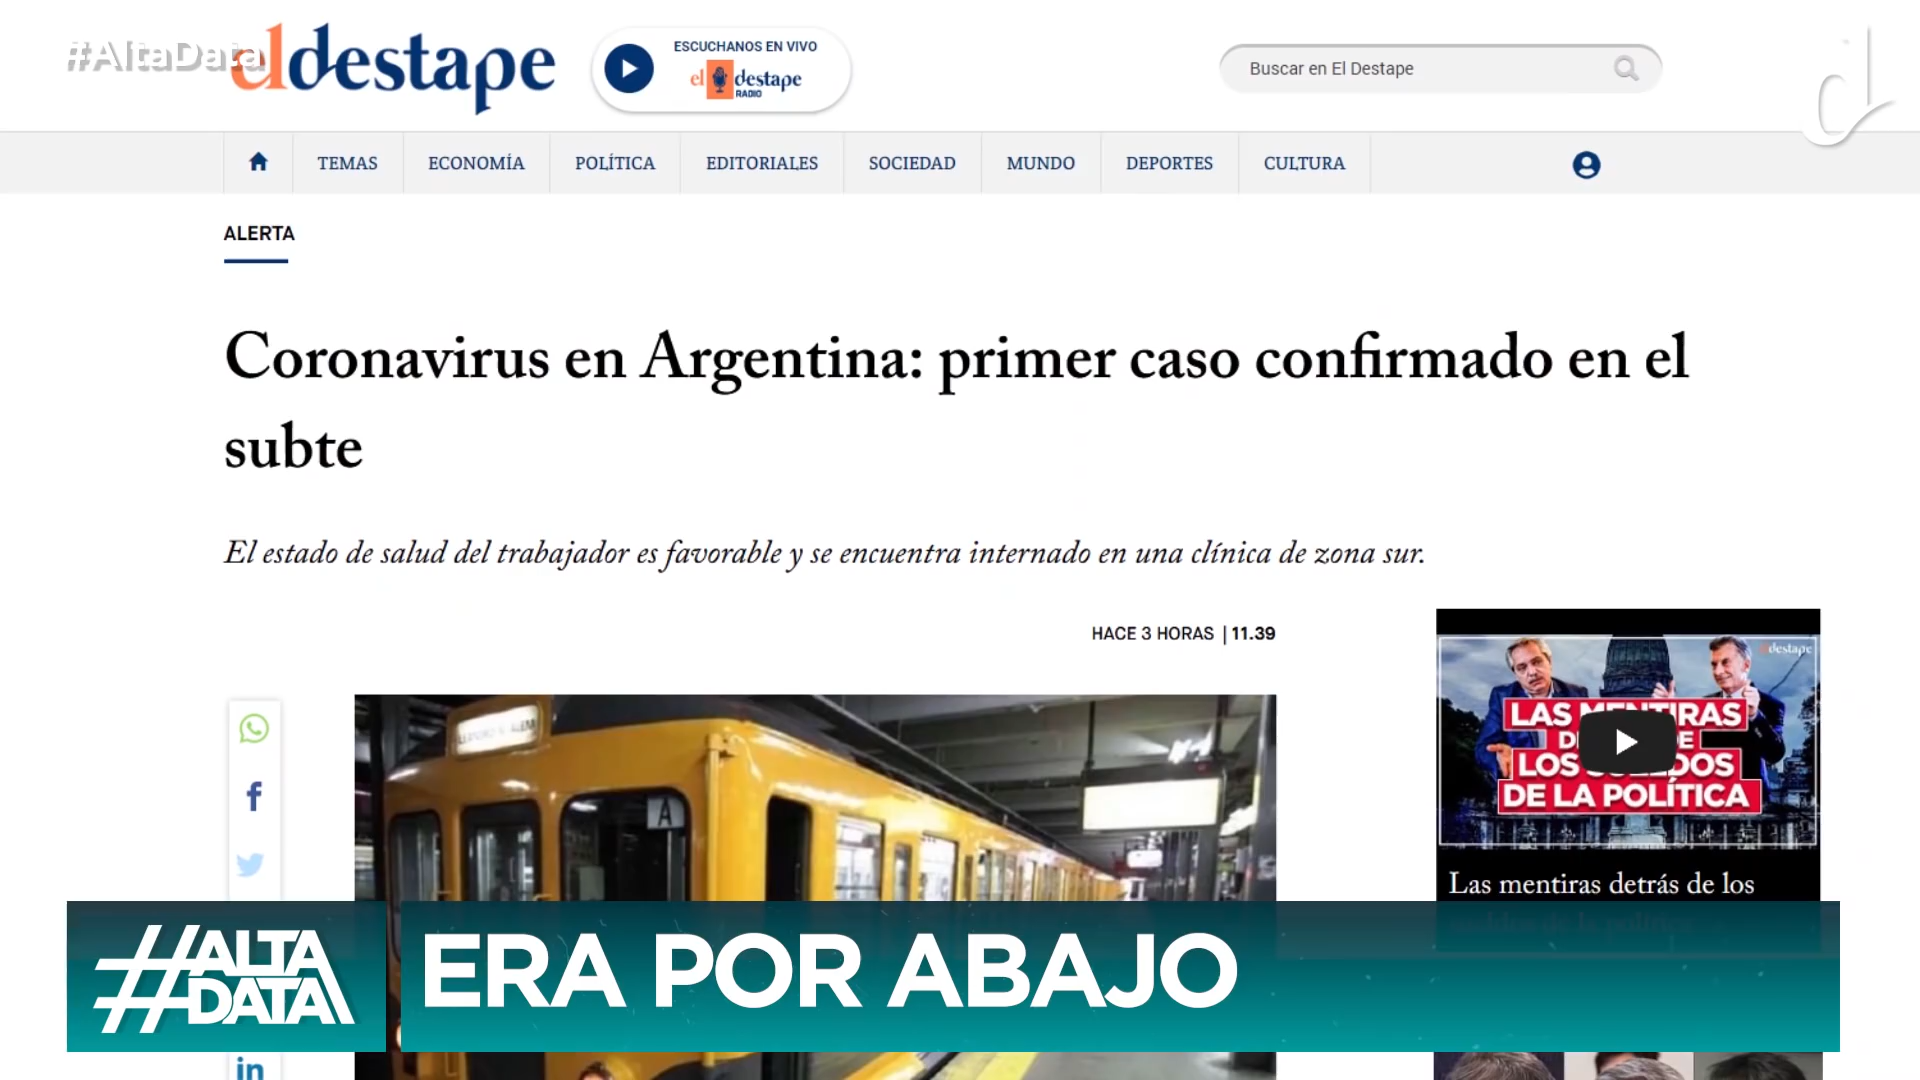 #AltaData
eldestape
ESCUCHANOS EN VIVO
el destape
RADIO
Buscar en El Destape
TEMAS
ECONOMÍA
POLÍTICA
EDITORIALES
SOCIEDAD
MUNDO
DEPORTES
CULTURA
ALERTA
Coronavirus en Argentina: primer caso confirmado en el
subte
El estado de salud del trabajador es favorable y se encuentra internado en una clínica de zona sur.
HACE 3 HORAS | 11.39
A
destape
LAS MENTIRAS
LOS
DE LA POLÍTICA
Las mentiras detrás de los
#ALTA
DATA
ERA POR ABAJO